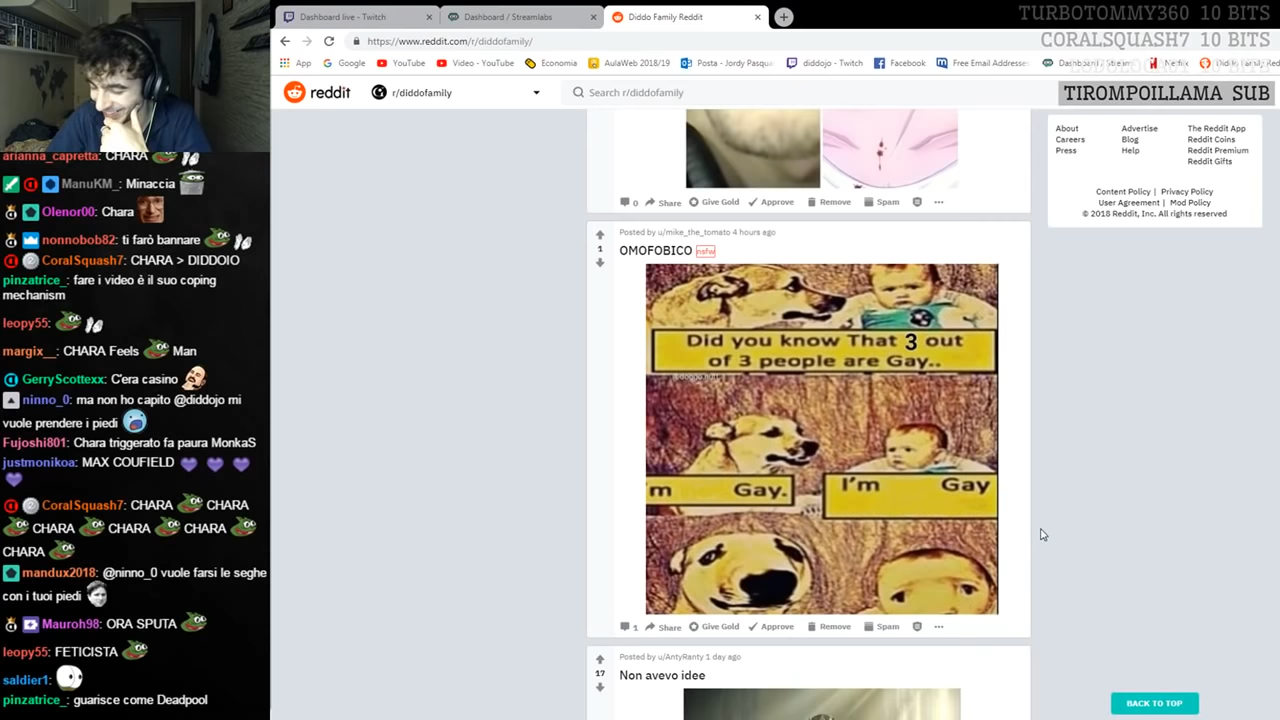 Dashboard live - Twitch
Dashboard / Streamlabs
Diddo Family Reddit
https://www.reddit.com/r/diddofamily/
App
Google
YouTube
Video - YouTube
Economia
AulaWeb 2018/19
Posta - Jordy Pasqua
diddojo - Twitch
Facebook
Free Email Addresse
TURBOTOMMY360 10 BITS
CORALSQUASH7 10 BITS
TIROMPOILLAMA SUB
reddit
r/diddofamily
Search r/diddofamily
About
Careers
Press
Advertise
Blog
Help
The Reddit App
Reddit Coins
Reddit Premium
Reddit Gifts
Content Policy | Privacy Policy
User Agreement | Mod Policy
© 2018 Reddit, Inc. All rights reserved
0 Share Give Gold Approve Remove Spam
Posted by u/mike_the_tomato 4 hours ago
1
OMOFOBICO nsfw
Did you know That 3 out
of 3 people are Gay..
'm Gay.
I'm Gay
1 Share Give Gold Approve Remove Spam
Posted by u/AntyRanty 1 day ago
17
Non avevo idee
BACK TO TOP
arianna_capretta: CHARA
ManuKM_: Minaccia
Olenor00: Chara
nonnobob82: ti farò bannare
CoralSquash7: CHARA > DIDDOIO
pinzatrice_: fare i video è il suo coping
mechanism
leopy55:
margix__: CHARA Feels Man
GerryScottexx: C'era casino
ninno_0: ma non ho capito @diddojo mi
vuole prendere i piedi
Fujoshi801: Chara triggerato fa paura MonkaS
justmonikoa: MAX COUFIELD
CoralSquash7: CHARA CHARA
CHARA CHARA CHARA
CHARA
mandux2018: @ninno_0 vuole farsi le seghe
con i tuoi piedi
Mauroh98: ORA SPUTA
leopy55: FETICISTA
saldier1:
pinzatrice_: guarisce come Deadpool